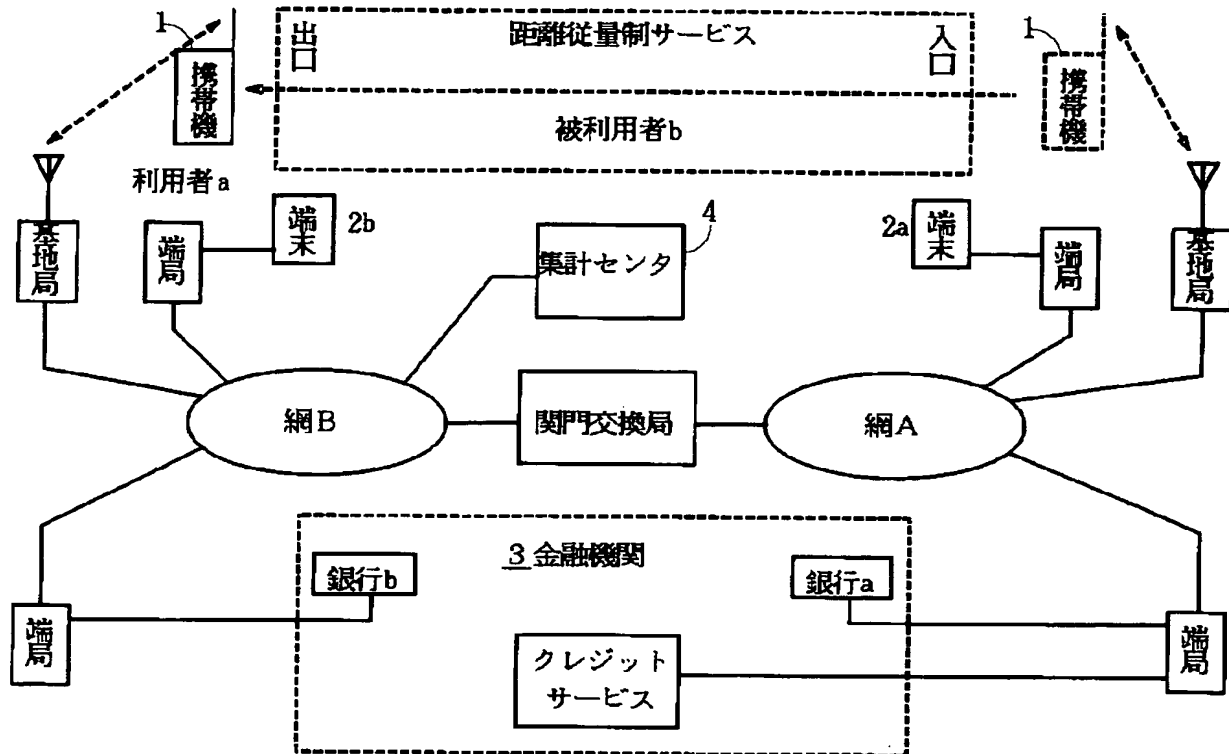 1
出口
距離従量制サービス
入口
1
携帯機
携帯機
被利用者b
利用者a
端末
2b
4
2a
端末
基地局
端局
集計センタ
端局
基地局
網B
関門交換局
網A
3 金融機関
銀行b
銀行a
端局
クレジット
サービス
端局